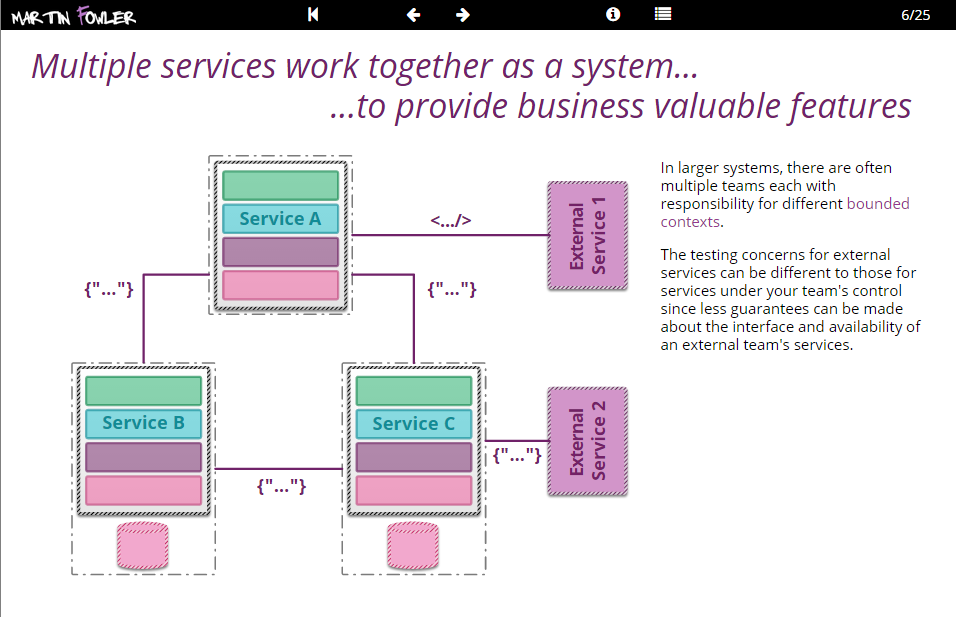 MARTIN FOWLER
6/25
Multiple services work together as a system...
...to provide business valuable features
Service A
<.../>
External
Service 1
{"..."}
{"..."}
Service B
Service C
{"..."}
{"..."}
External
Service 2
In larger systems, there are often
multiple teams each with
responsibility for different bounded
contexts.
The testing concerns for external
services can be different to those for
services under your team's control
since less guarantees can be made
about the interface and availability of
an external team's services.